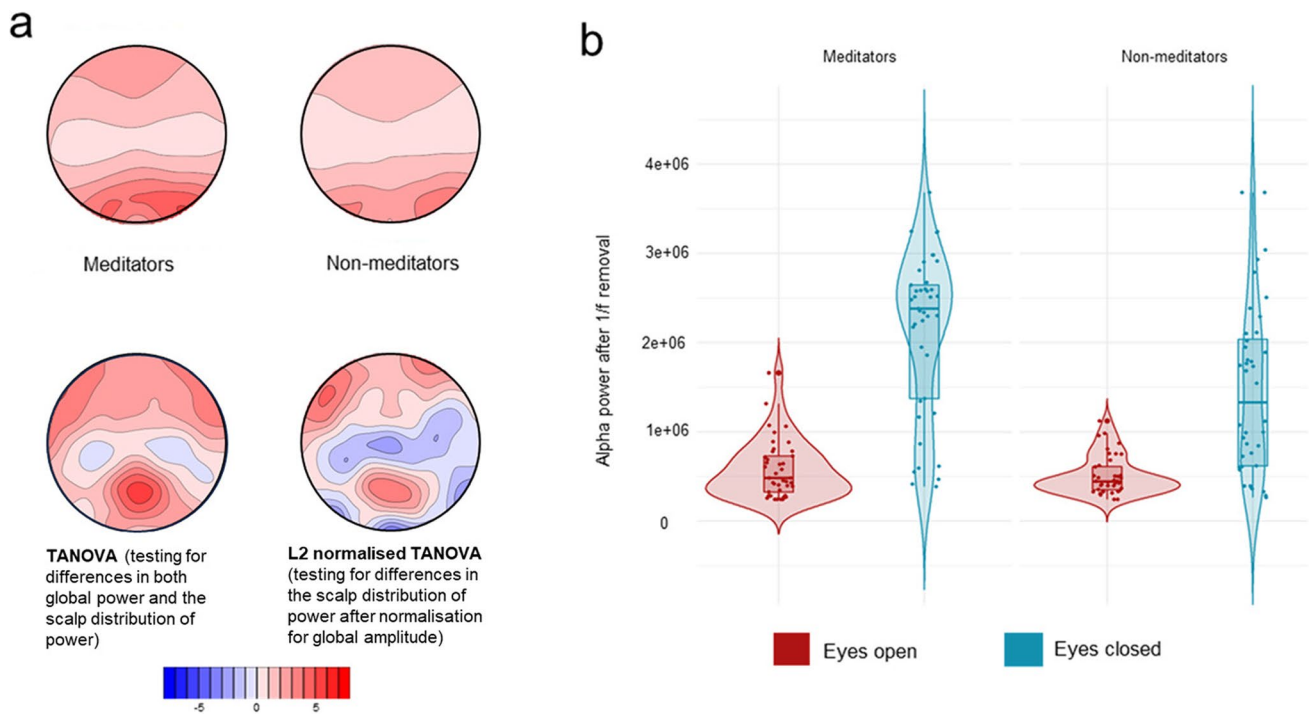 a
Meditators
Non-meditators
TANOVA (testing for
differences in both
global power and the
scalp distribution of
power)
L2 normalised TANOVA
(testing for differences in
the scalp distribution of
power after normalisation
for global amplitude)
-5 0 5
b
Meditators
Non-meditators
Alpha power after 1/f removal
4e+06
3e+06
2e+06
1e+06
0
Eyes open
Eyes closed